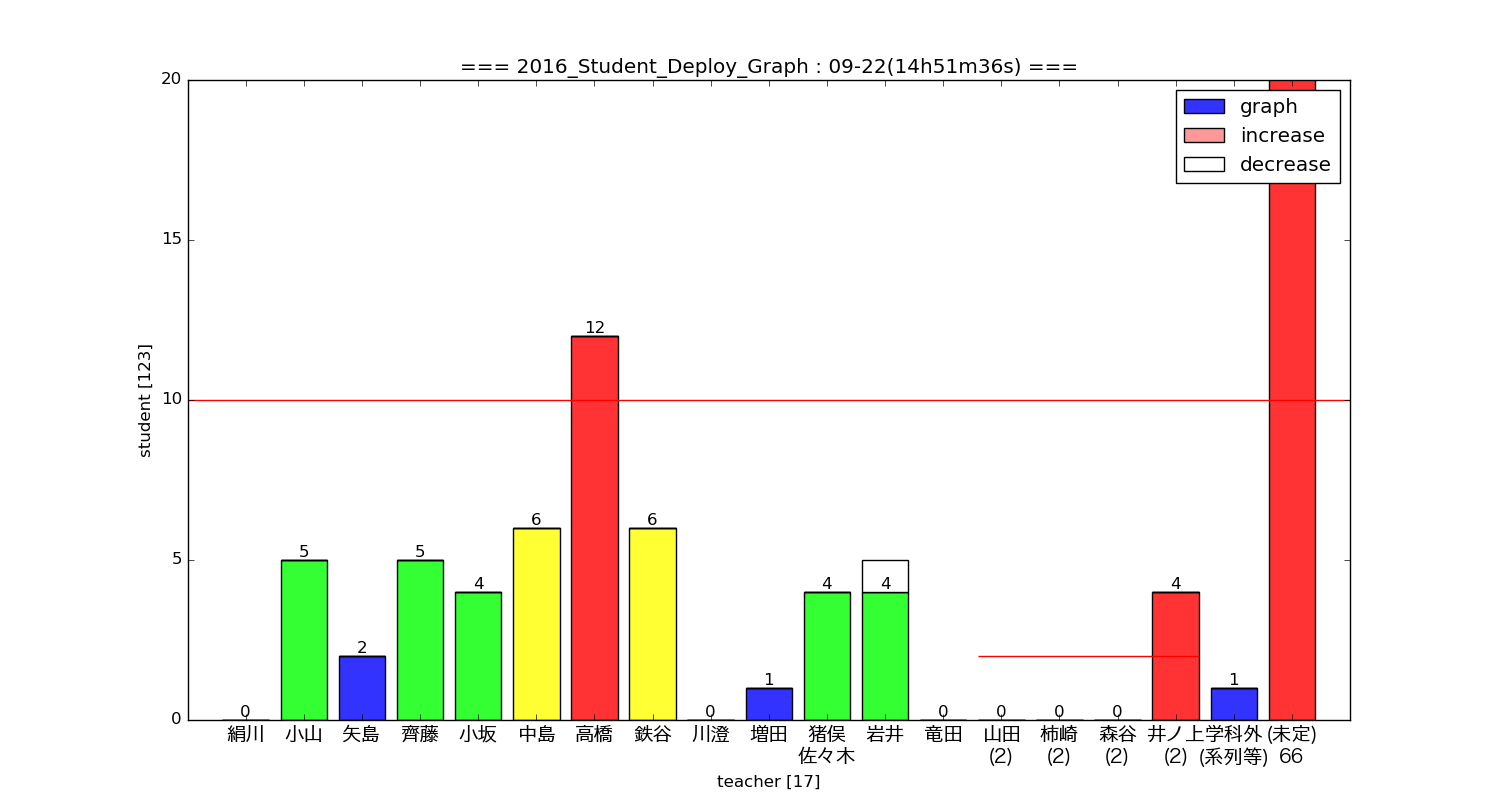 === 2016_Student_Deploy_Graph : 09-22(14h51m36s) ===
graph
increase
decrease
20
15
10
5
0
student [123]
0
5
2
5
4
6
12
6
0
1
4
4
0
0
0
0
4
1
絹川
小山
矢島
齊藤
小坂
中島
高橋
鉄谷
川澄
増田
猪俣
佐々木
岩井
竜田
山田
(2)
柿崎
(2)
森谷
(2)
井ノ上
(2)
学科外
(系列等)
(未定)
66
teacher [17]